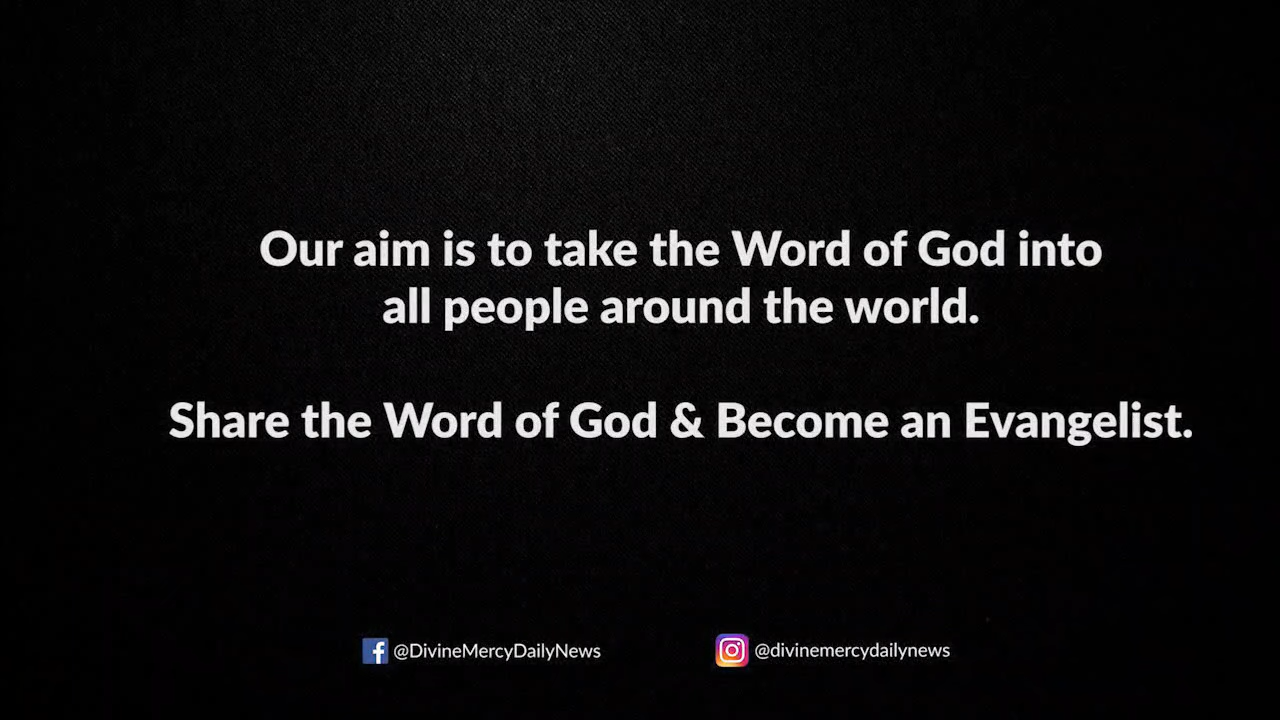 Our aim is to take the Word of God into
all people around the world.
Share the Word of God & Become an Evangelist.
@DivineMercyDailyNews
@divinemercydailynews